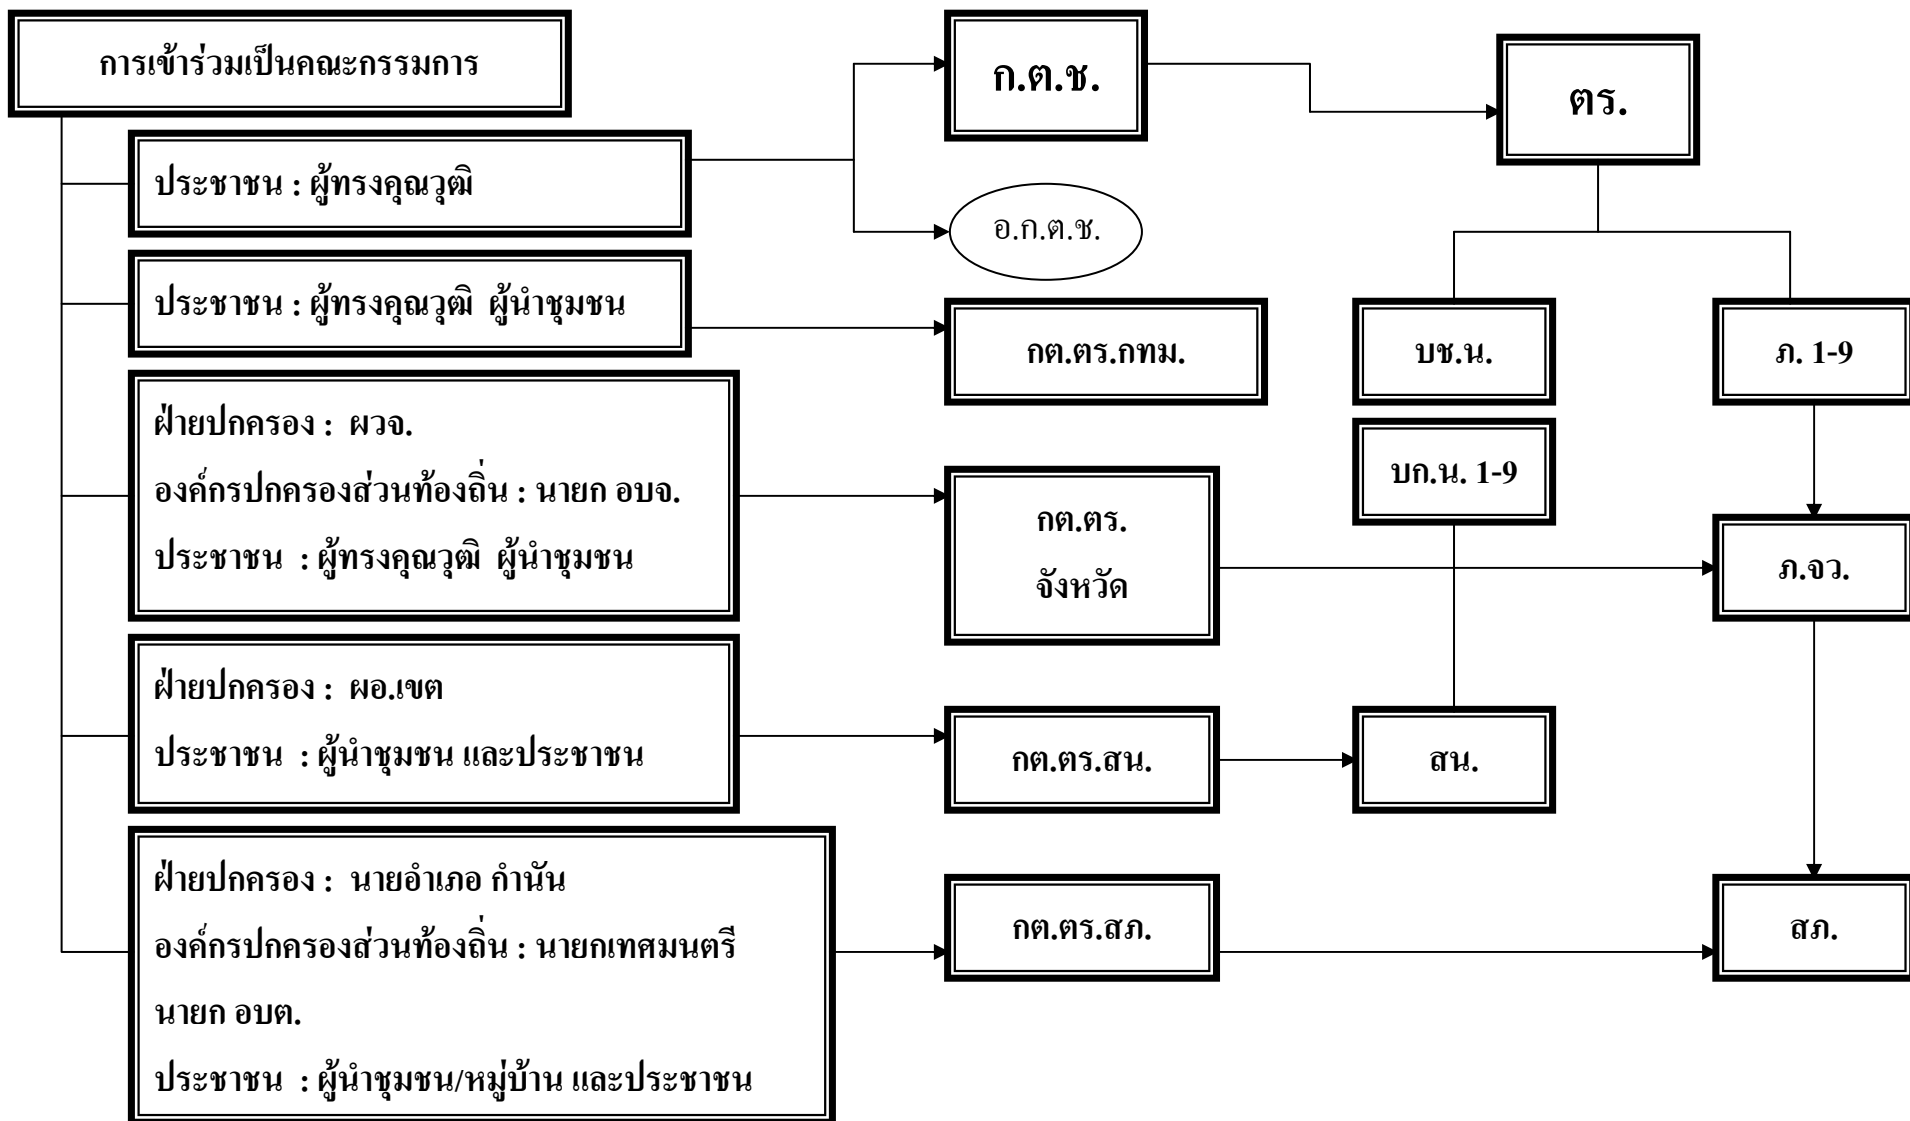 การเข้าร่วมเป็นคณะกรรมการ
ประชาชน : ผู้ทรงคุณวุฒิ
ประชาชน : ผู้ทรงคุณวุฒิ ผู้นำชุมชน
ฝ่ายปกครอง : ผวจ.
องค์กรปกครองส่วนท้องถิ่น : นายก อบจ.
ประชาชน : ผู้ทรงคุณวุฒิ ผู้นำชุมชน
ฝ่ายปกครอง : ผอ.เขต
ประชาชน : ผู้นำชุมชน และประชาชน
ฝ่ายปกครอง : นายอำเภอ กำนัน
องค์กรปกครองส่วนท้องถิ่น : นายกเทศมนตรี
นายก อบต.
ประชาชน : ผู้นำชุมชน/หมู่บ้าน และประชาชน
ก.ต.ช.
อ.ก.ต.ช.
กต.ตร.กทม.
กต.ตร.
จังหวัด
กต.ตร.สน.
กต.ตร.สภ.
ตร.
บช.น.
บก.น. 1-9
สน.
ภ. 1-9
ภ.จว.
สภ.